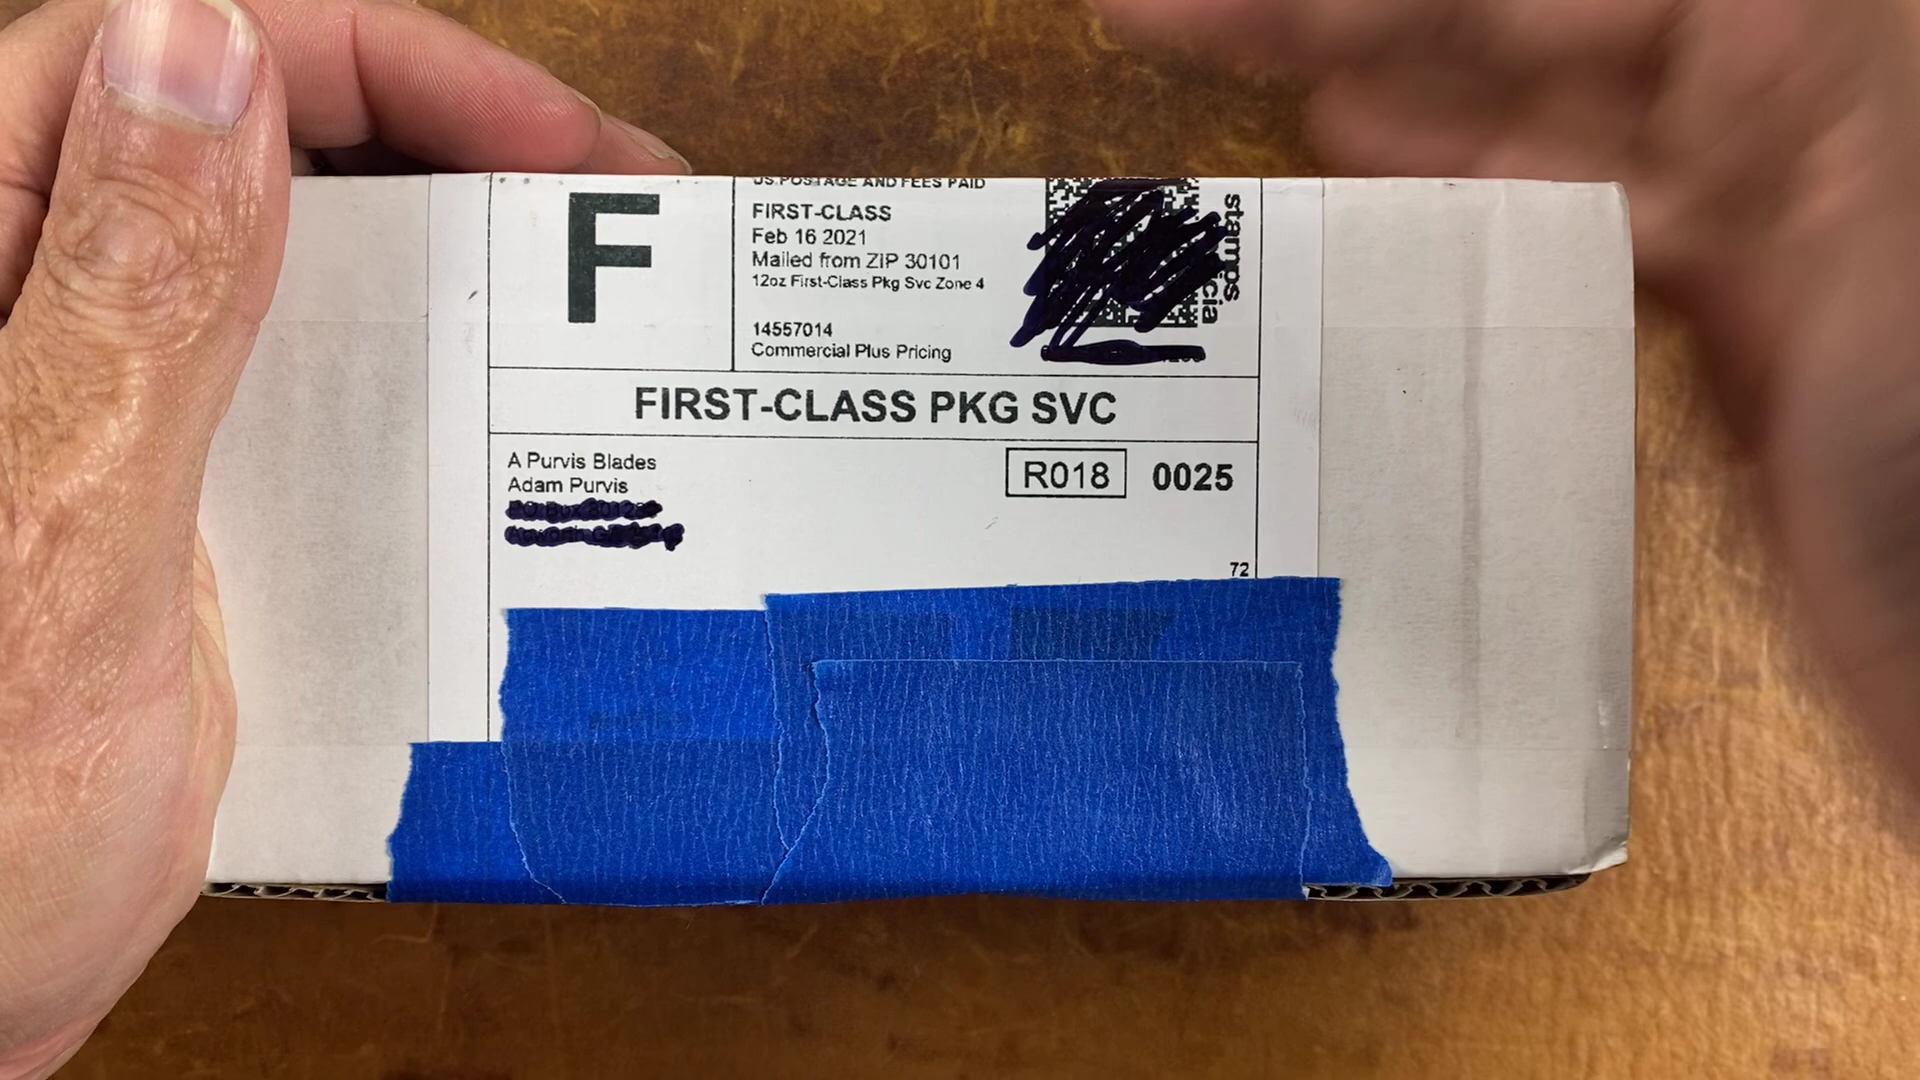 F
US POSTAGE AND FEES PAID
FIRST-CLASS
Feb 16 2021
Mailed from ZIP 30101
12oz First-Class Pkg Svc Zone 4
14557014
Commercial Plus Pricing
stamps
cia
FIRST-CLASS PKG SVC
A Purvis Blades
Adam Purvis
R018
0025
72